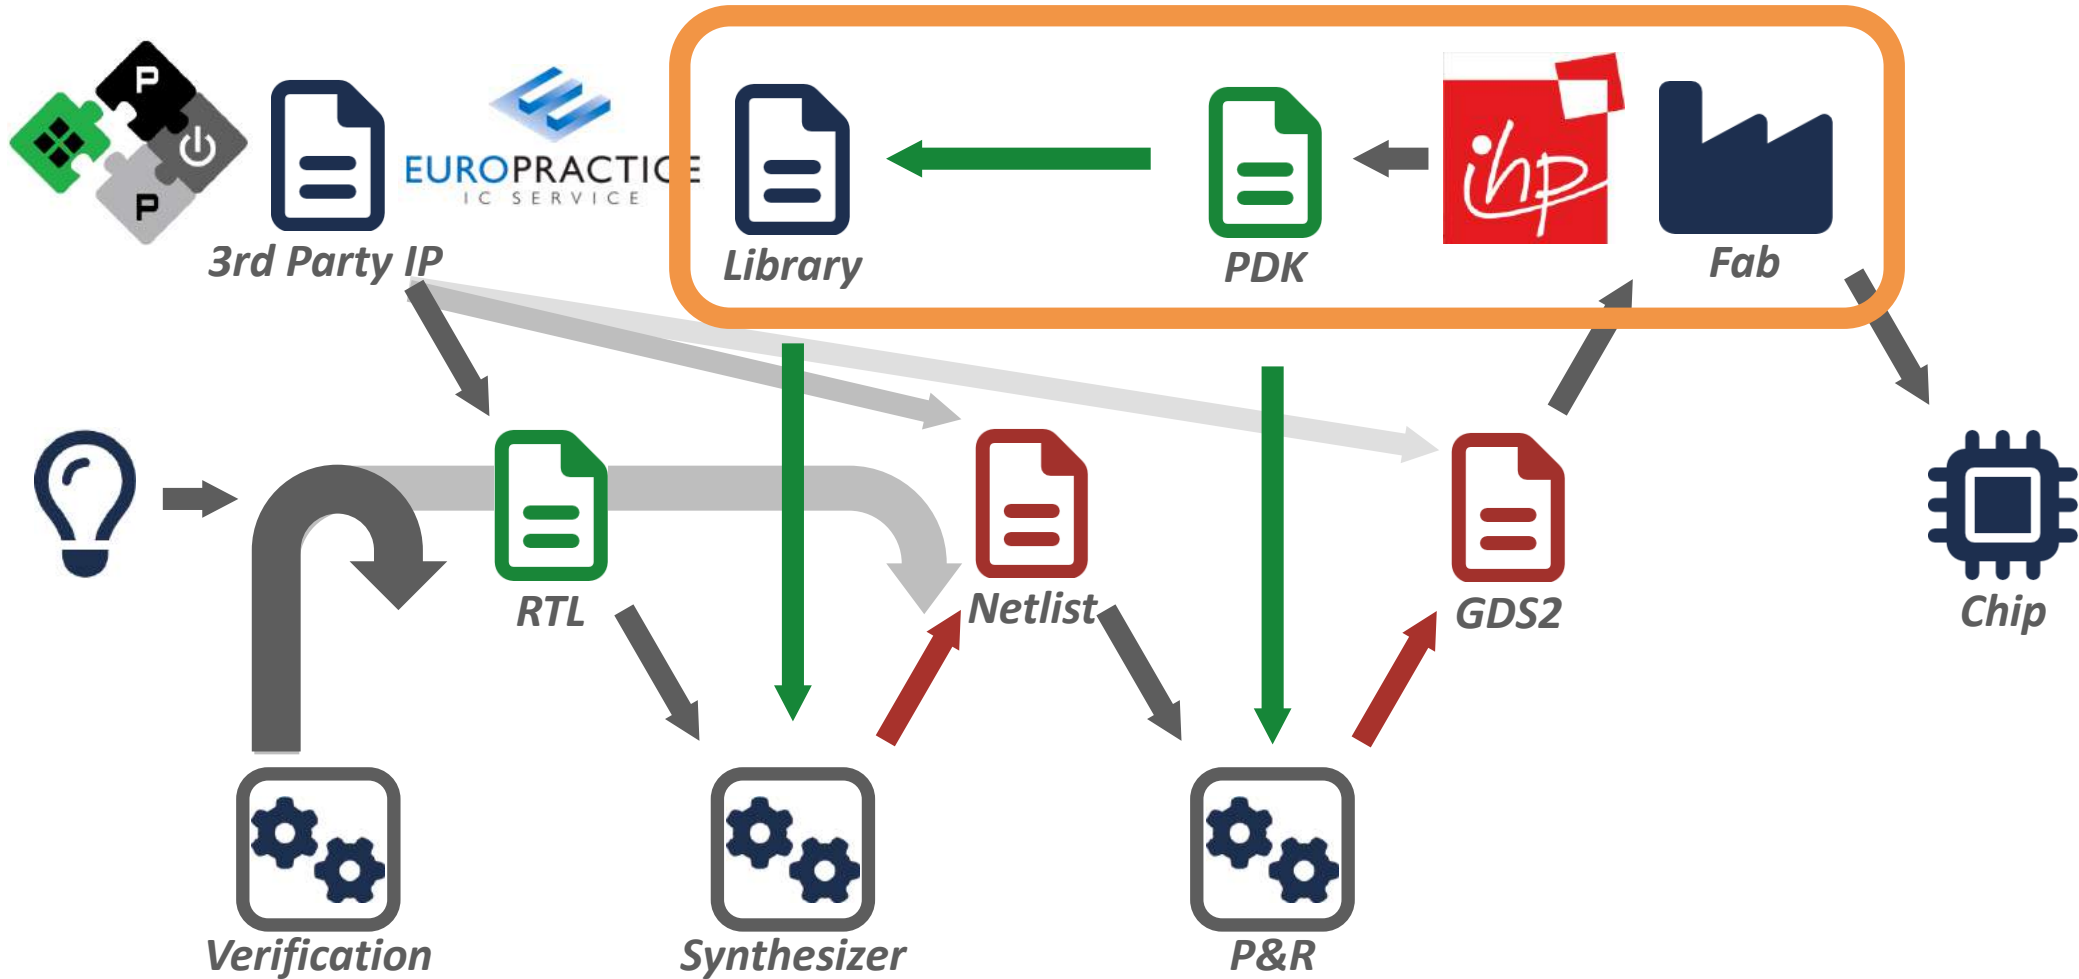 P
P
EUROPRACTICE
IC SERVICE
ihp
3rd Party IP
Library
PDK
Fab
RTL
Netlist
GDS2
Chip
Verification
Synthesizer
P&R